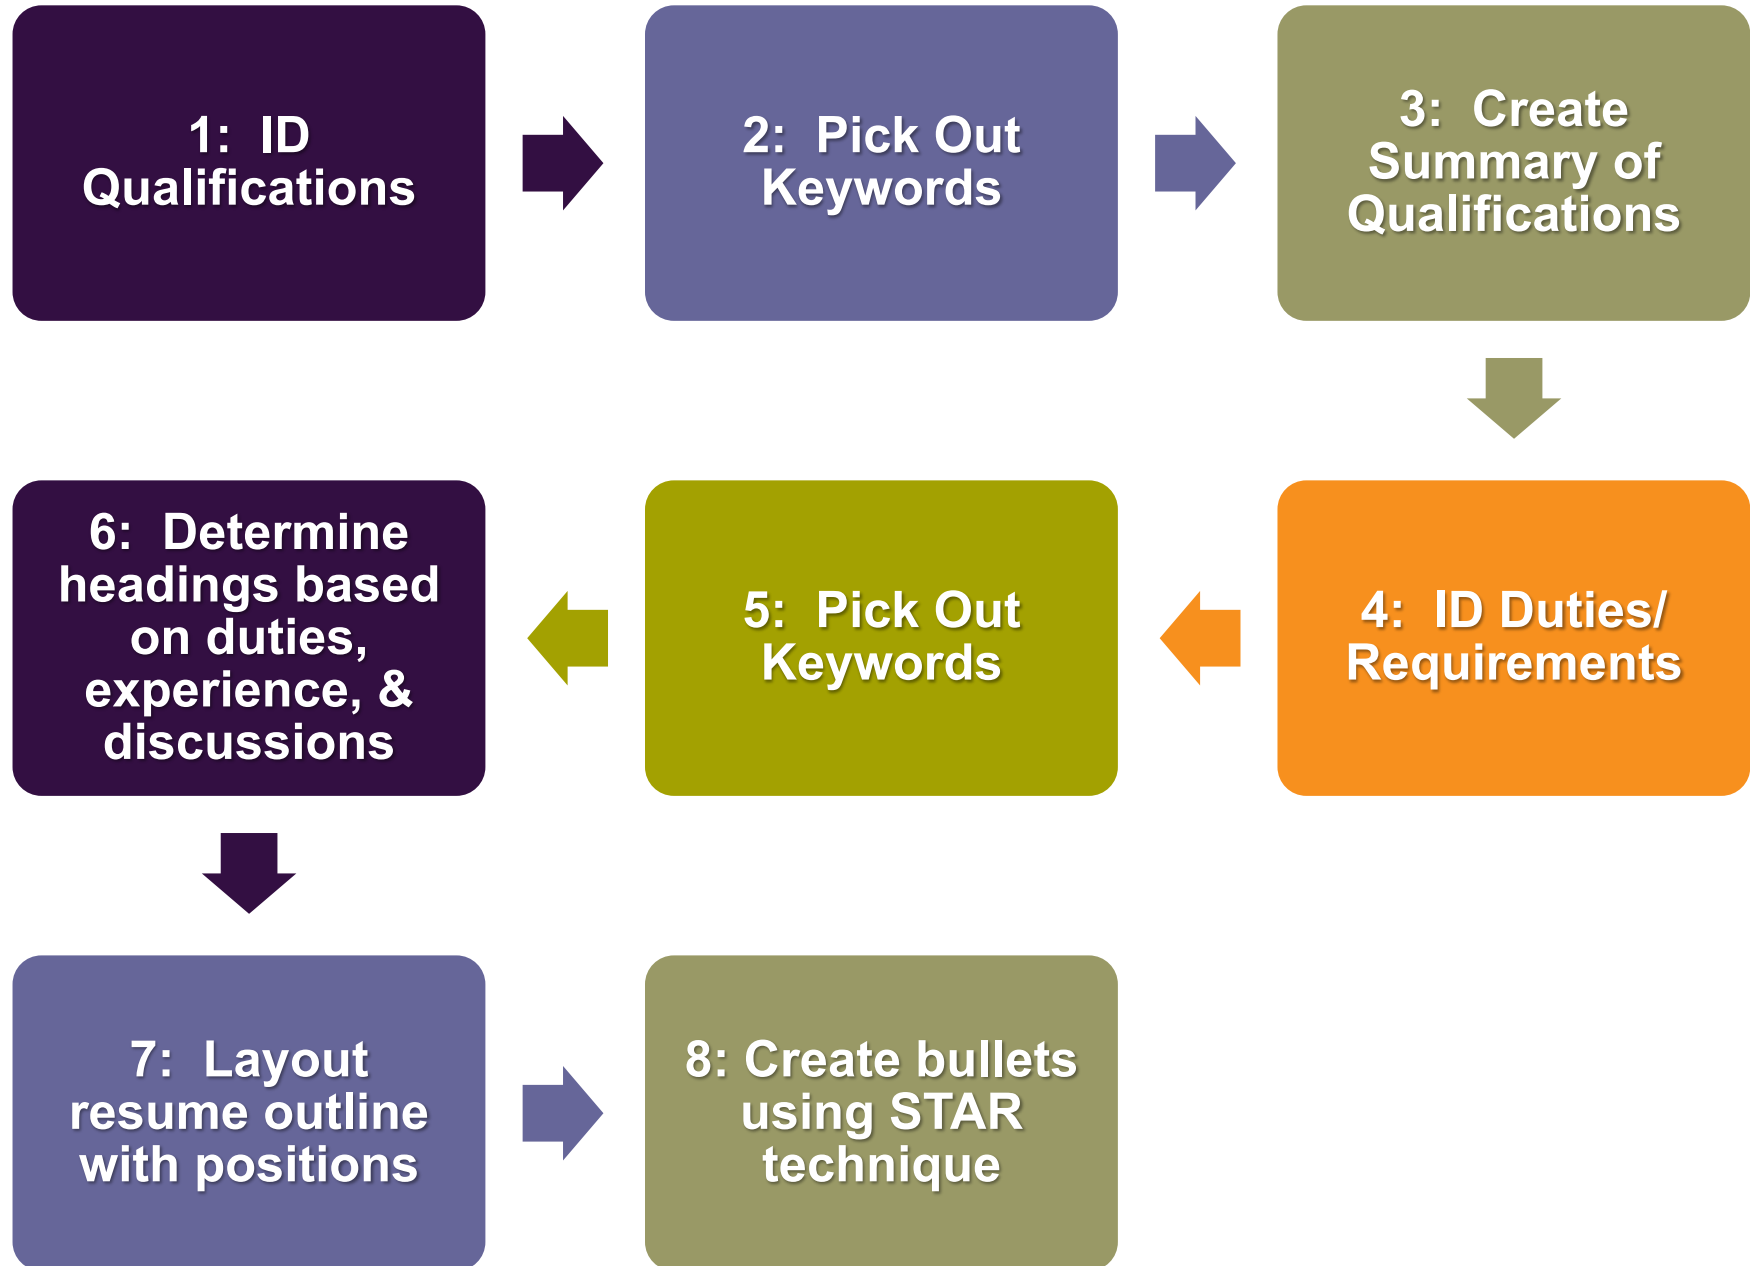 1:  ID
Qualifications
2:  Pick Out
Keywords
3:  Create
Summary of
Qualifications
4:  ID Duties/
Requirements
5:  Pick Out
Keywords
6:  Determine
headings based
on duties,
experience, &
discussions
7:  Layout
resume outline
with positions
8: Create bullets
using STAR
technique